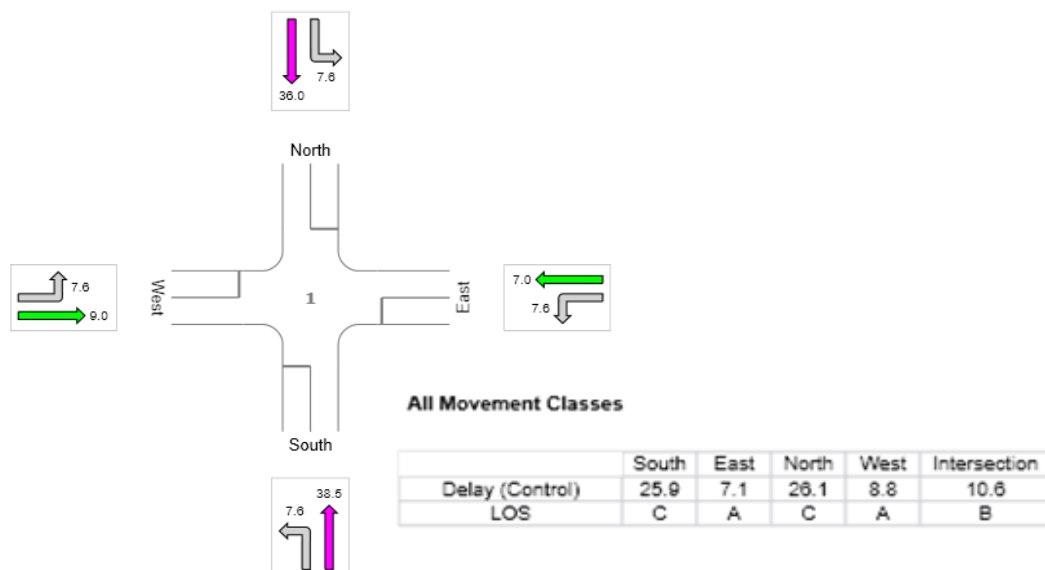 7.6
36.0
North
7.6
9.0
West
1
East
7.0
7.6
South
7.6
38.5
All Movement Classes
South East North West Intersection
Delay (Control) 25.9 7.1 26.1 8.8 10.6
LOS C A C A B